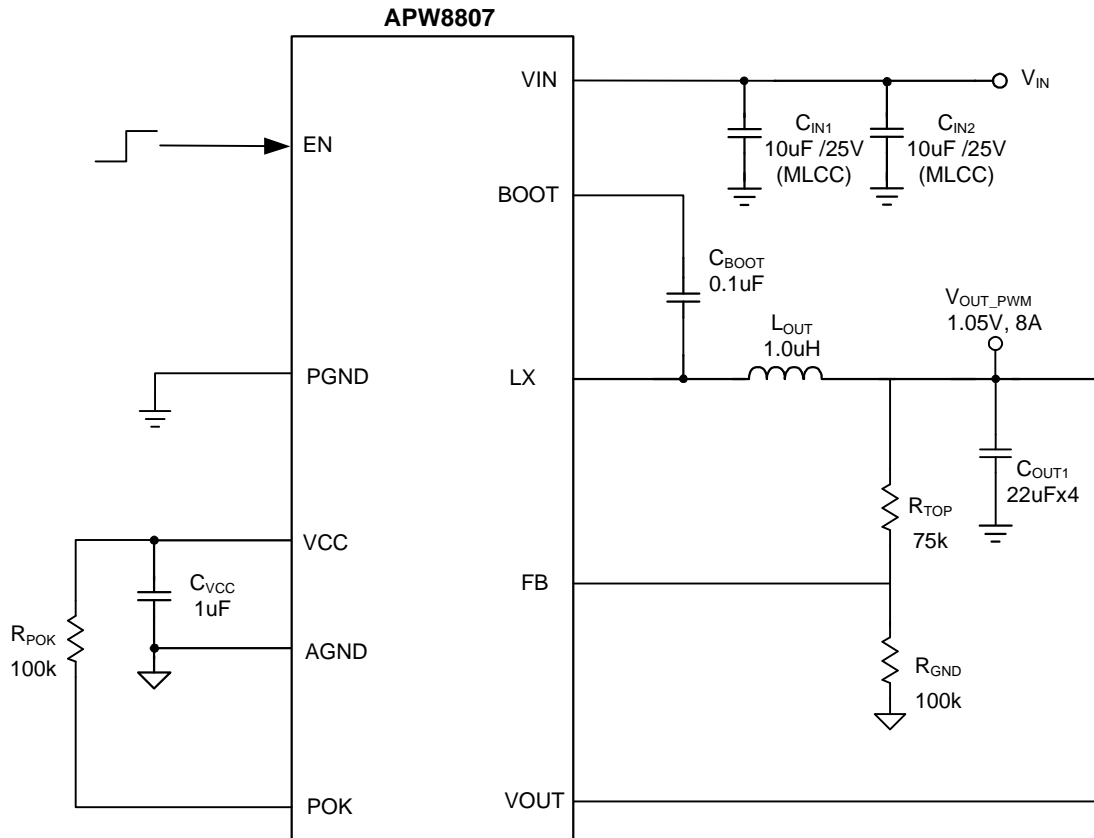 APW8807
VIN
V_IN
EN
C_IN1
10uF /25V
(MLCC)
C_IN2
10uF /25V
(MLCC)
BOOT
C_BOOT
0.1uF
V_OUT_PWM
1.05V, 8A
L_OUT
1.0uH
PGND
LX
C_OUT1
22uFx4
R_TOP
75k
VCC
FB
C_VCC
1uF
R_POK
100k
AGND
R_GND
100k
POK
VOUT